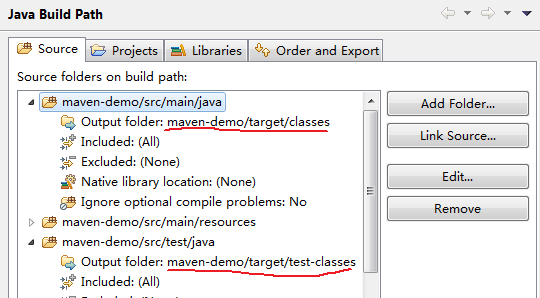 Java Build Path
Source
Projects
Libraries
Order and Export
Source folders on build path:
maven-demo/src/main/java
Output folder: maven-demo/target/classes
Included: (All)
Excluded: (None)
Native library location: (None)
Ignore optional compile problems: No
maven-demo/src/main/resources
maven-demo/src/test/java
Output folder: maven-demo/target/test-classes
Included: (All)
Add Folder...
Link Source...
Edit...
Remove